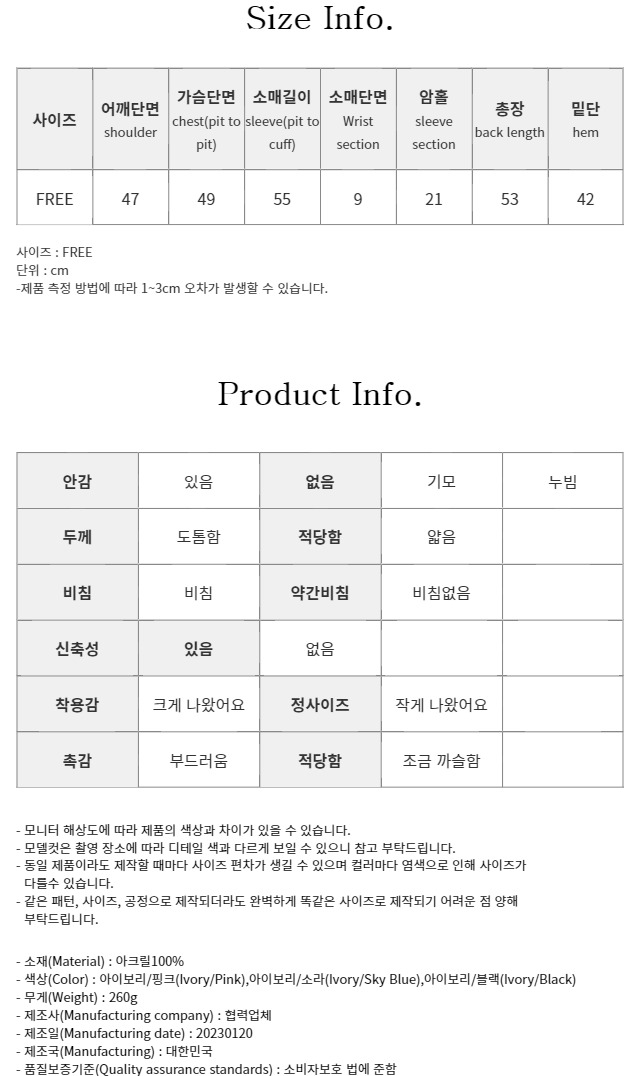 Size Info.
사이즈 어깨단면 shoulder 가슴단면 chest(pit to pit) 소매길이 sleeve(pit to cuff) 소매단면 Wrist section 암홀 sleeve section 총장 back length 밑단 hem
FREE 47 49 55 9 21 53 42
사이즈 : FREE
단위 : cm
-제품 측정 방법에 따라 1~3cm 오차가 발생할 수 있습니다.
Product Info.
안감 있음 없음 기모 누빔
두께 도톰함 적당함 얇음
비침 비침 약간비침 비침없음
신축성 있음 없음
착용감 크게 나왔어요 정사이즈 작게 나왔어요
촉감 부드러움 적당함 조금 까슬함
- 모니터 해상도에 따라 제품의 색상과 차이가 있을 수 있습니다.
- 모델컷은 촬영 장소에 따라 디테일 색과 다르게 보일 수 있으니 참고 부탁드립니다.
- 동일 제품이라도 제작할 때마다 사이즈 편차가 생길 수 있으며 컬러마다 염색으로 인해 사이즈가
다를수 있습니다.
- 같은 패턴, 사이즈, 공정으로 제작되더라도 완벽하게 똑같은 사이즈로 제작되기 어려운 점 양해
부탁드립니다.
- 소재(Material) : 아크릴100%
- 색상(Color) : 아이보리/핑크(Ivory/Pink),아이보리/소라(Ivory/Sky Blue),아이보리/블랙(Ivory/Black)
- 무게(Weight) : 260g
- 제조사(Manufacturing company) : 협력업체
- 제조일(Manufacturing date) : 20230120
- 제조국(Manufacturing) : 대한민국
- 품질보증기준(Quality assurance standards) : 소비자보호 법에 준함